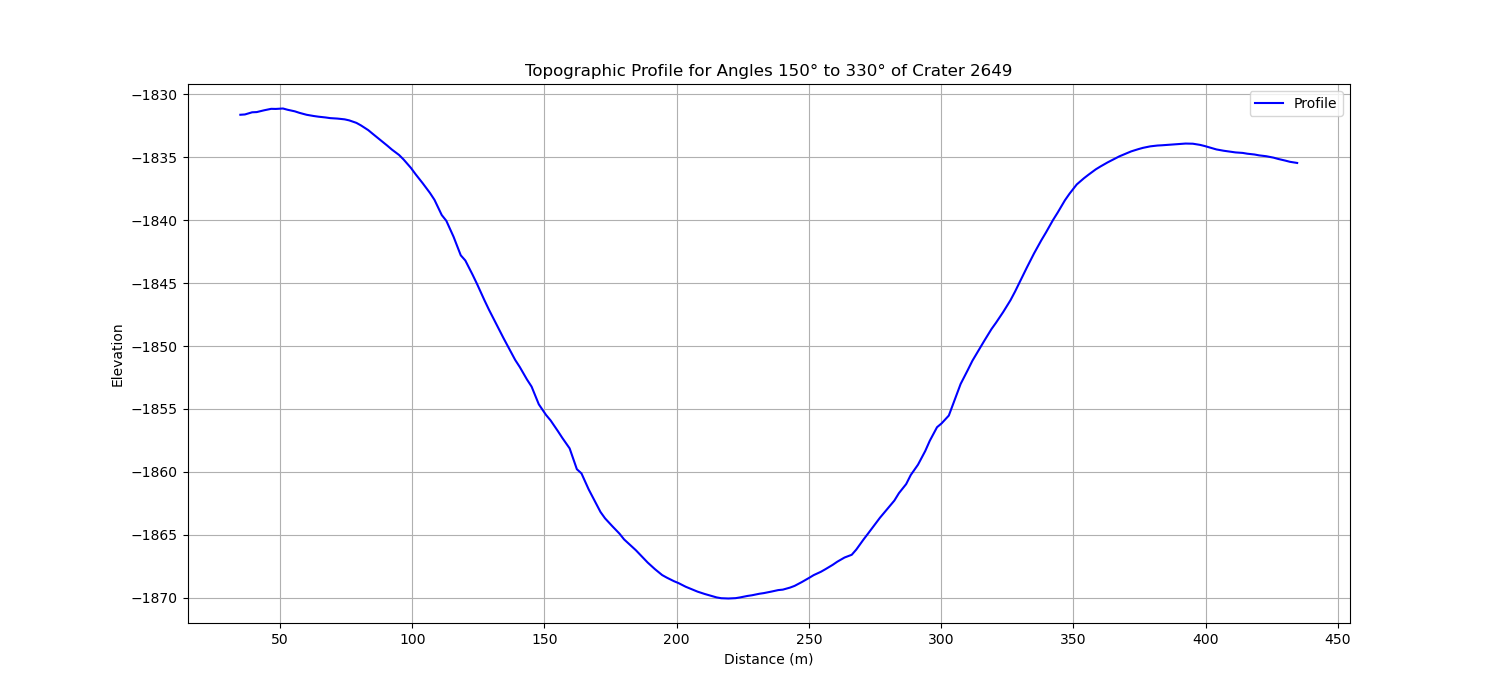 Topographic Profile for Angles 150° to 330° of Crater 2649
Profile
Elevation
−1830
−1835
−1840
−1845
−1850
−1855
−1860
−1865
−1870
50 100 150 200 250 300 350 400 450
Distance (m)